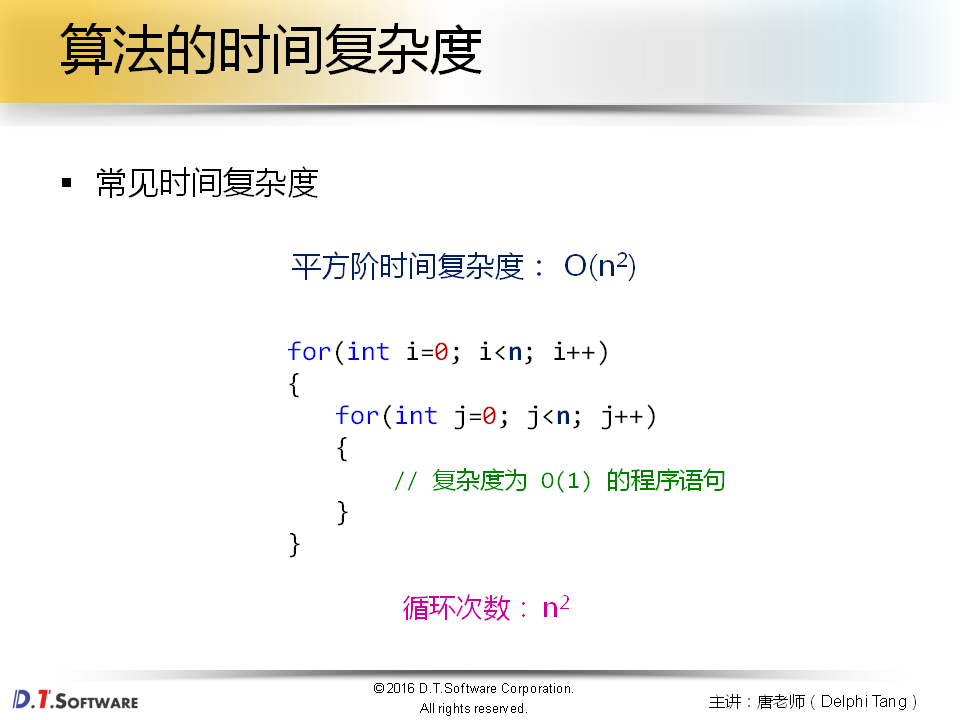 算法的时间复杂度
▪ 常见时间复杂度
平方阶时间复杂度： O(n²)
for(int i=0; i<n; i++)
{
for(int j=0; j<n; j++)
{
// 复杂度为 O(1) 的程序语句
}
}
循环次数： n²
D.T.SOFTWARE
©2016 D.T.Software Corporation.
All rights reserved.
主讲：唐老师（Delphi Tang）